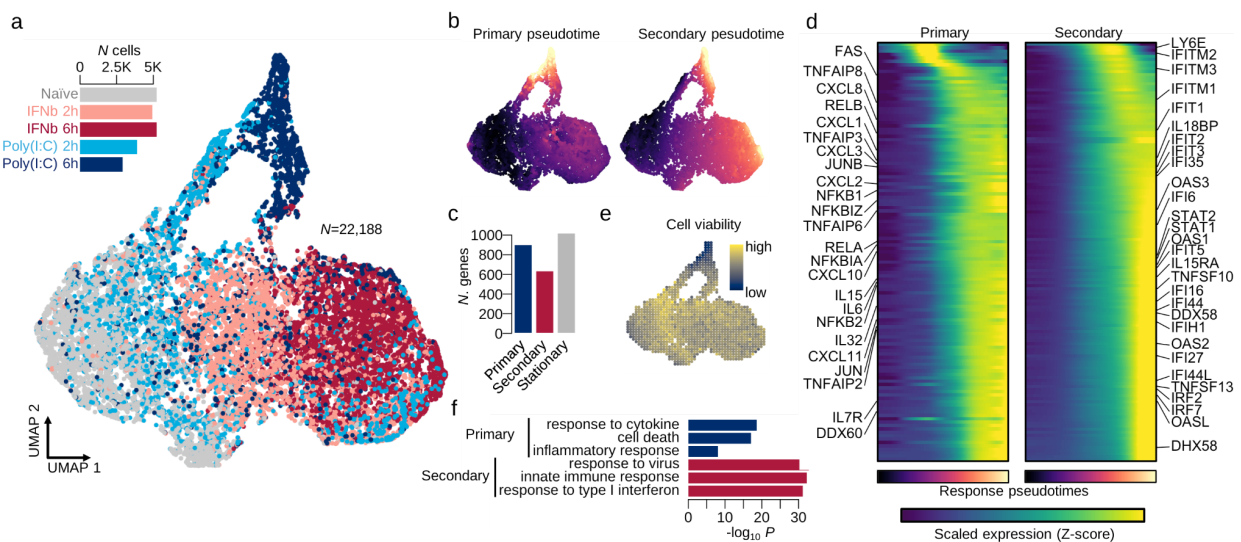 a
N cells
0 2.5K 5K
Naïve
IFNb 2h
IFNb 6h
Poly(I:C) 2h
Poly(I:C) 6h
N=22,188
UMAP 2
UMAP 1
b
Primary pseudotime
Secondary pesudotime
c
N. genes
1000
800
600
400
200
0
Primary
Secondary
Stationary
e
Cell viability
high
low
f
Primary
response to cytokine
cell death
inflammatory response
Secondary
response to virus
innate immune response
response to type I interferon
0 10 20 30
-log10 P
d
Primary
Secondary
FAS
TNFAIP8
CXCL8
RELB
CXCL1
TNFAIP3
CXCL3
JUNB
CXCL2
NFKB1
NFKBIZ
TNFAIP6
RELA
NFKBIA
CXCL10
IL15
IL6
NFKB2
IL32
CXCL11
JUN
TNFAIP2
IL7R
DDX60
LY6E
IFITM2
IFITM3
IFITM1
IFIT1
IL18BP
IFIT2
IFIT3
IFI35
OAS3
IFI6
STAT2
STAT1
OAS1
IFIT5
IL15RA
TNFSF10
IFI16
IFI44
DDX58
IFIH1
OAS2
IFI27
IFI44L
TNFSF13
IRF2
IRF7
OASL
DHX58
Response pseudotimes
Scaled expression (Z-score)